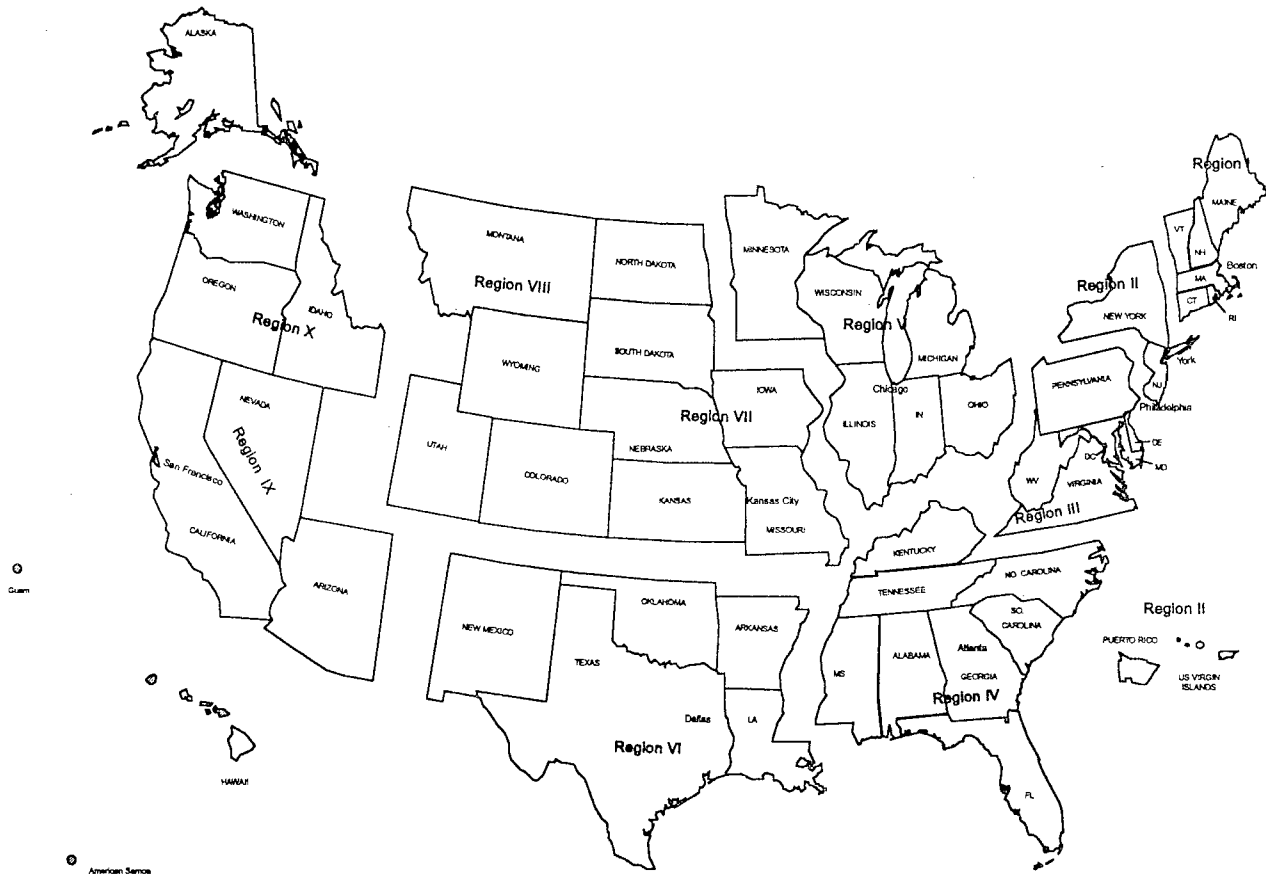 ALASKA
Region I
MAINE
WASHINGTON
VT
NH
MONTANA
MINNESOTA
NORTH DAKOTA
Boston
MA
OREGON
Region VIII
Region II
WISCONSIN
CT
RI
IDAHO
Region X
NEW YORK
Region V
SOUTH DAKOTA
MICHIGAN
WYOMING
York
PENNSYLVANIA
NJ
IOWA
Chicago
NEVADA
Region VII
IN
OHIO
Philadelphia
ILLINOIS
UTAH
NEBRASKA
DE
DC
Region IX
San Francisco
COLORADO
MD
WV
VIRGINIA
KANSAS
Kansas City
Region III
MISSOURI
CALIFORNIA
KENTUCKY
Guam
ARIZONA
NO. CAROLINA
TENNESSEE
OKLAHOMA
Region II
SO.
CAROLINA
NEW MEXICO
ARKANSAS
PUERTO RICO
TEXAS
ALABAMA
Atlanta
MS
GEORGIA
US VIRGIN
ISLANDS
Region IV
Dallas
LA
Region VI
HAWAII
FL
American Samoa